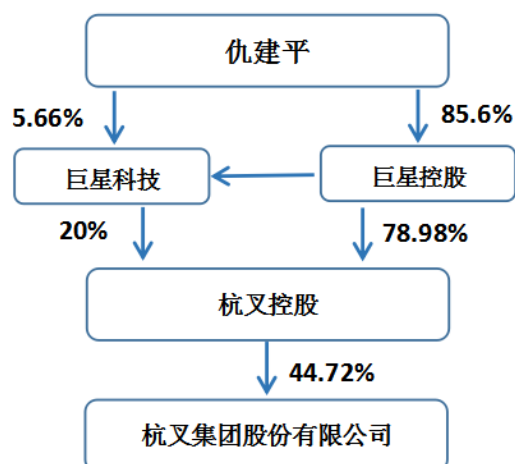 仇建平
5.66%
85.6%
巨星科技
巨星控股
20%
78.98%
杭叉控股
44.72%
杭叉集团股份有限公司